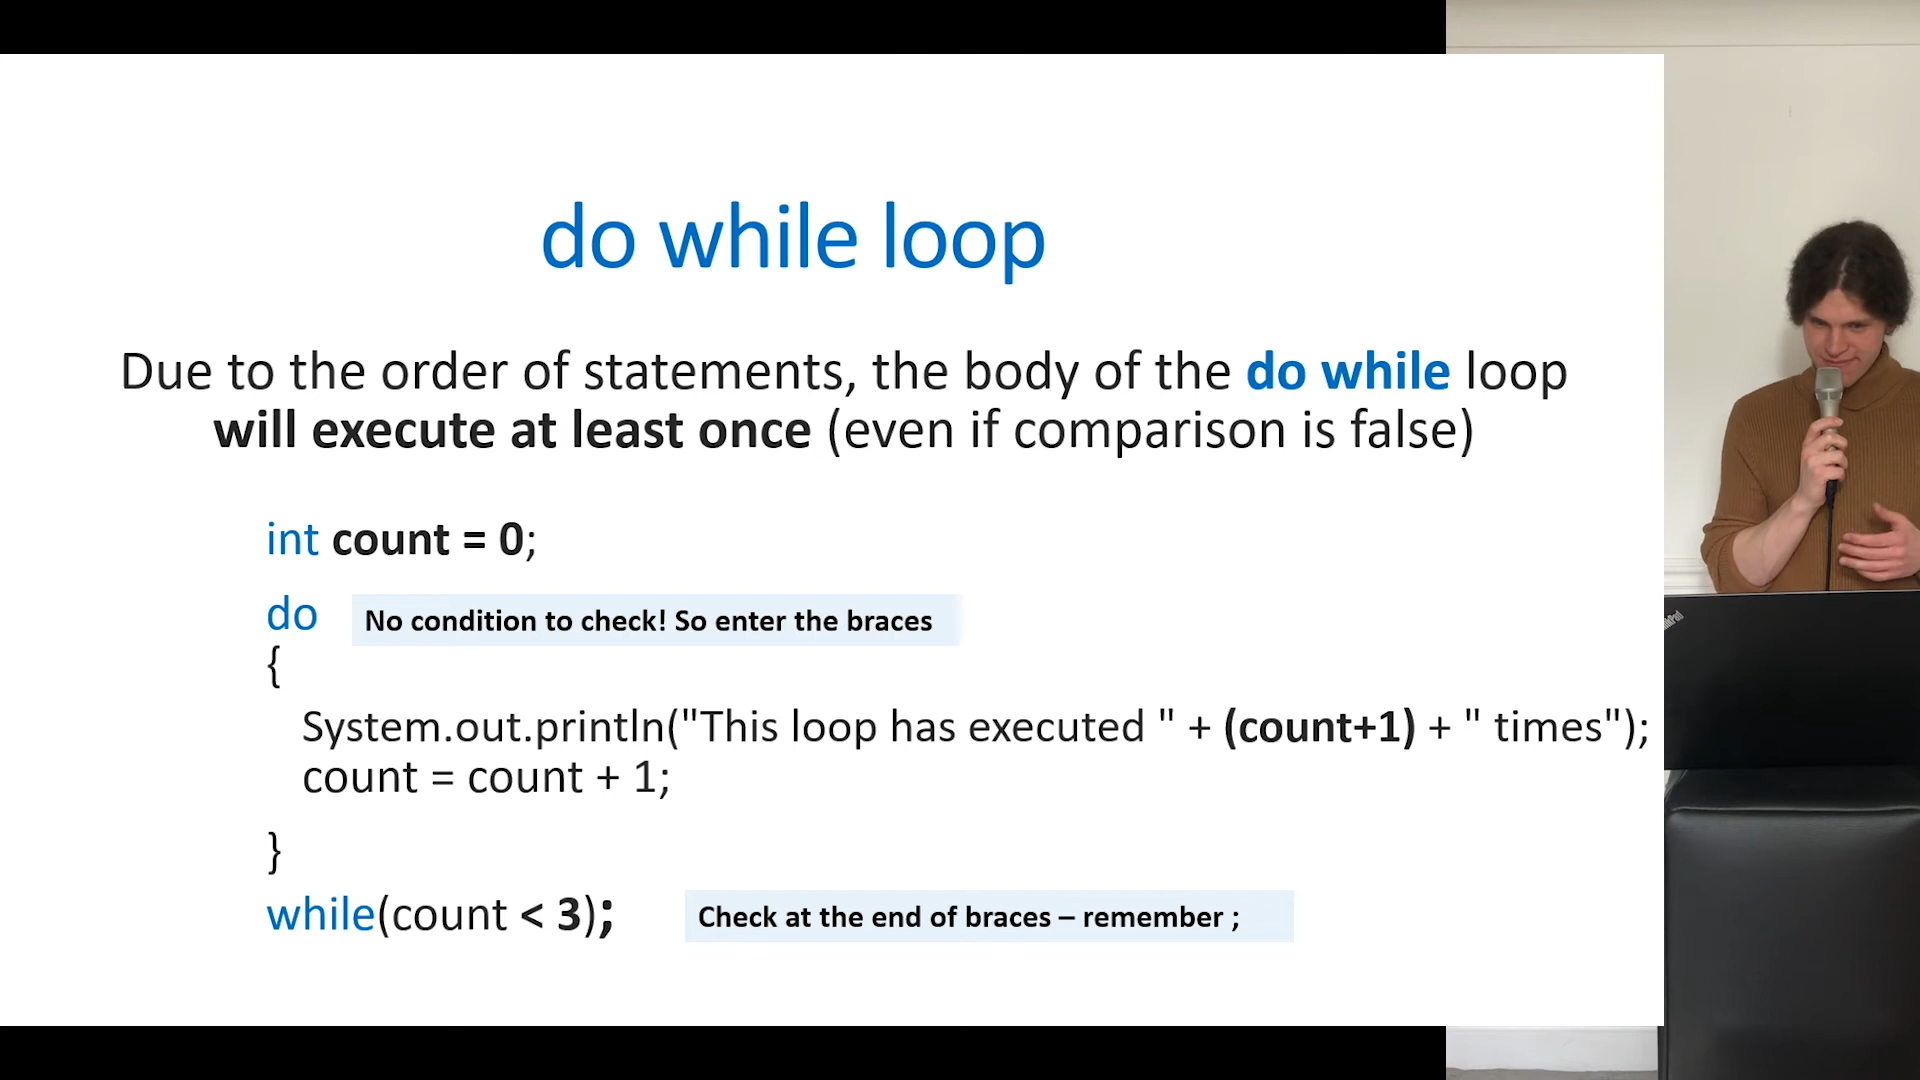 do while loop
Due to the order of statements, the body of the do while loop
will execute at least once (even if comparison is false)
int count = 0;
do No condition to check! So enter the braces
{
System.out.println("This loop has executed " + (count+1) + " times");
count = count + 1;
}
while(count < 3); Check at the end of braces – remember ;